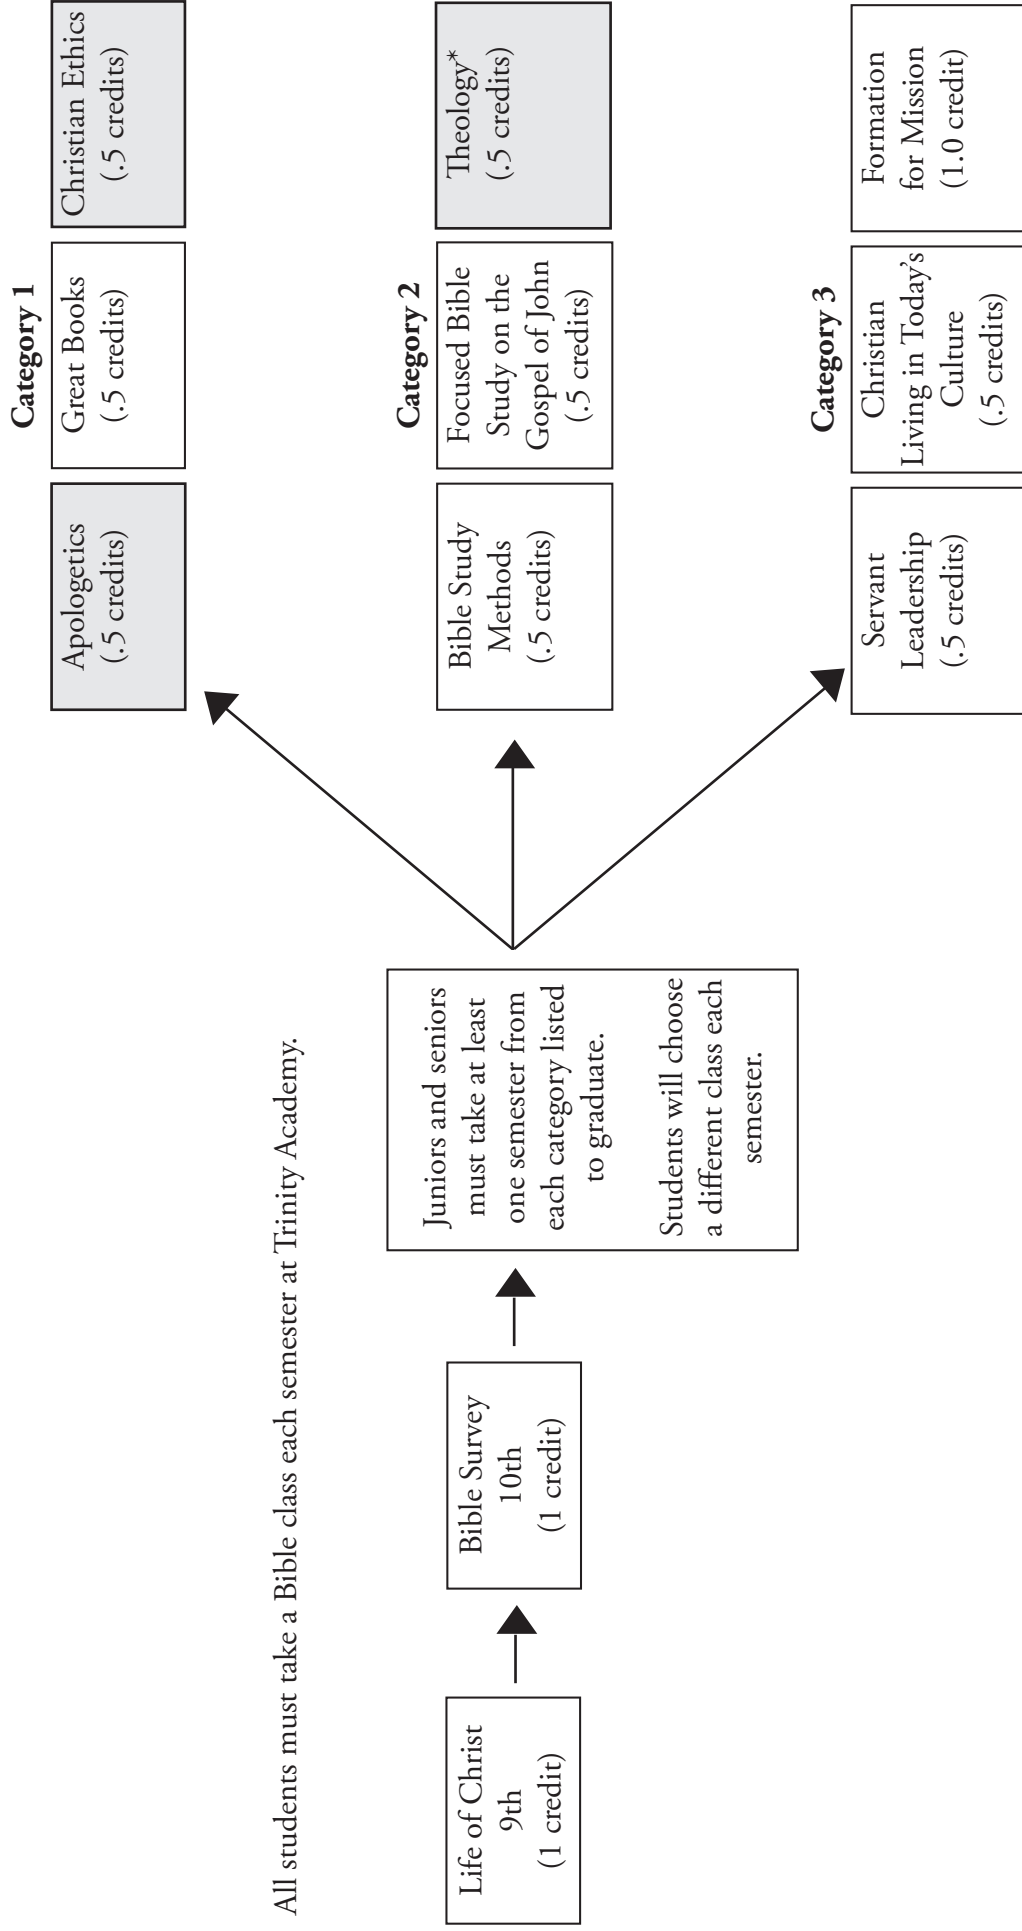 All students must take a Bible class each semester at Trinity Academy.
Life of Christ
9th
(1 credit)
Bible Survey
10th
(1 credit)
Juniors and seniors
must take at least
one semester from
each category listed
to graduate.
Students will choose
a different class each
semester.
Category 1
Apologetics
(.5 credits)
Great Books
(.5 credits)
Christian Ethics
(.5 credits)
Category 2
Bible Study
Methods
(.5 credits)
Focused Bible
Study on the
Gospel of John
(.5 credits)
Theology*
(.5 credits)
Category 3
Servant
Leadership
(.5 credits)
Christian
Living in Today's
Culture
(.5 credits)
Formation
for Mission
(1.0 credit)